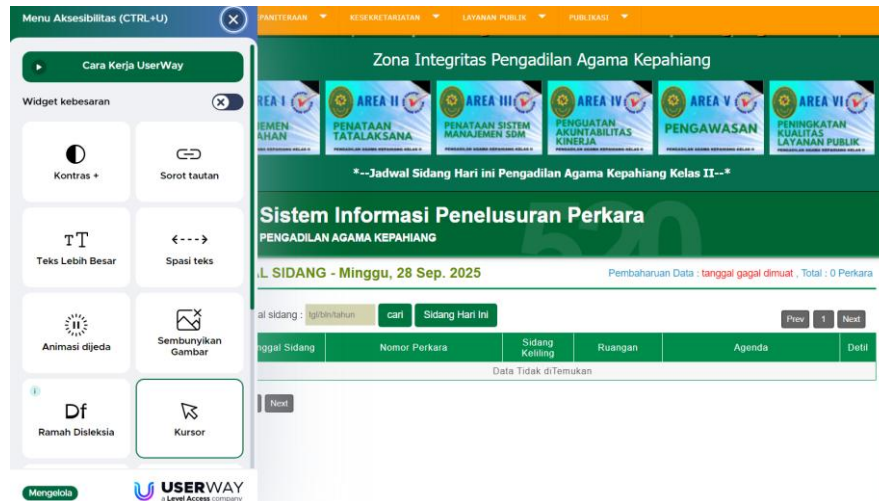 Menu Aksesibilitas (CTRL+U)
Cara Kerja UserWay
Widget kebesaran
Kontras +
Sorot tautan
Teks Lebih Besar
Spasi teks
Animasi dijeda
Sembunyikan
Gambar
Df
Ramah Disleksia
Kursor
Mengelola
USERWAY
a Level Access company
PANITERAAN
KESEKRETARIATAN
LAYANAN PUBLIK
PUBLIKASI
Zona Integritas Pengadilan Agama Kepahiang
REA I
EMEN
AHAN
AREA II
PENATAAN
TATALAKSANA
AREA III
PENATAAN SISTEM
MANAJEMEN SDM
AREA IV
PENGUATAN
AKUNTABILITAS
KINERJA
AREA V
PENGAWASAN
AREA VI
PENINGKATAN
KUALITAS
LAYANAN PUBLIK
*--Jadwal Sidang Hari ini Pengadilan Agama Kepahiang Kelas II--*
Sistem Informasi Penelusuran Perkara
PENGADILAN AGAMA KEPAHIANG
520
AL SIDANG - Minggu, 28 Sep. 2025
Pembaharuan Data : tanggal gagal dimuat , Total : 0 Perkara
al sidang : tgl/bln/tahun cari Sidang Hari Ini
Prev 1 Next
nggal Sidang Nomor Perkara Sidang Keliling Ruangan Agenda Detil
Data Tidak diTemukan
Next